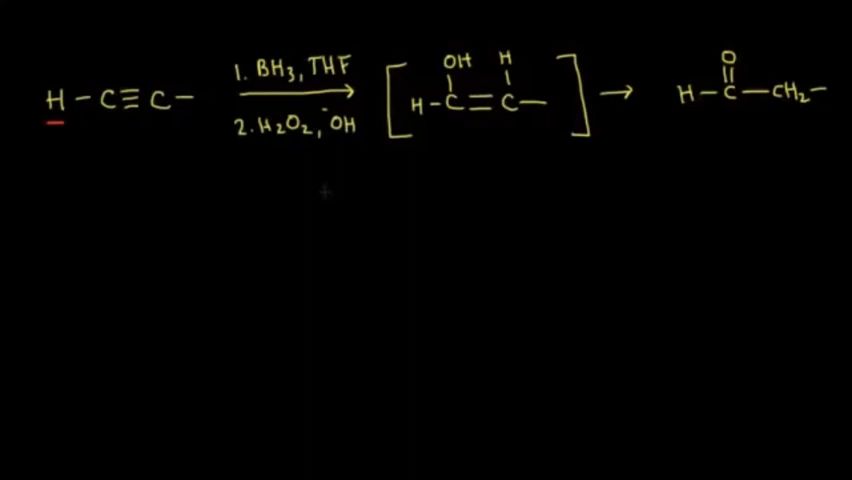 H-C≡C-
1. BH₃, THF
2. H₂O₂, ⁻OH
OH H
[H-C=C-] →
O
H-C-CH₂-